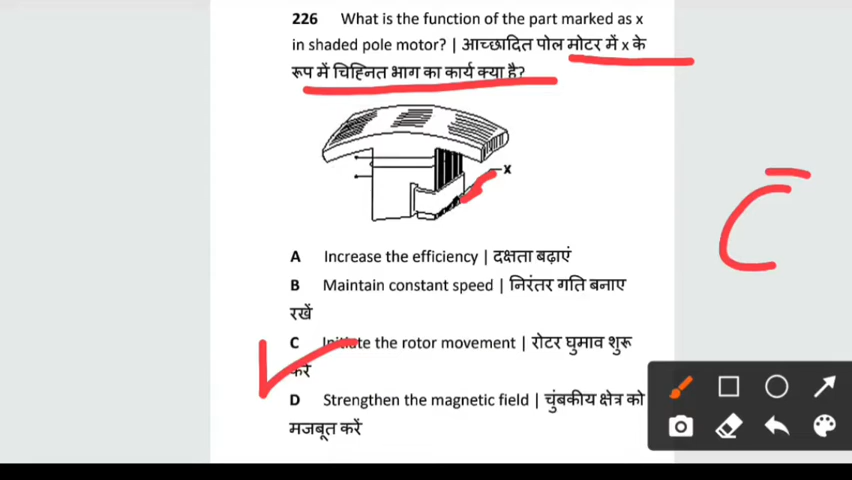 226 What is the function of the part marked as x
in shaded pole motor? | आच्छादित पोल मोटर में x के
रूप में चिह्नित भाग का कार्य क्या है?
x
A Increase the efficiency | दक्षता बढ़ाएं
B Maintain constant speed | निरंतर गति बनाए
रखें
C Initiate the rotor movement | रोटर घुमाव शुरू
करें
D Strengthen the magnetic field | चुंबकीय क्षेत्र को
मजबूत करें
C